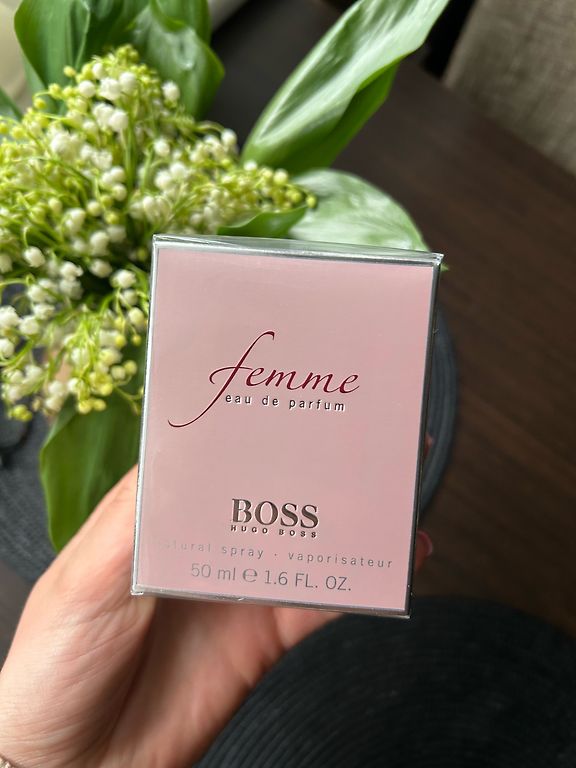 femme
eau de parfum
BOSS
HUGO BOSS
natural spray · vaporisateur
50 ml ℮ 1.6 FL. OZ.